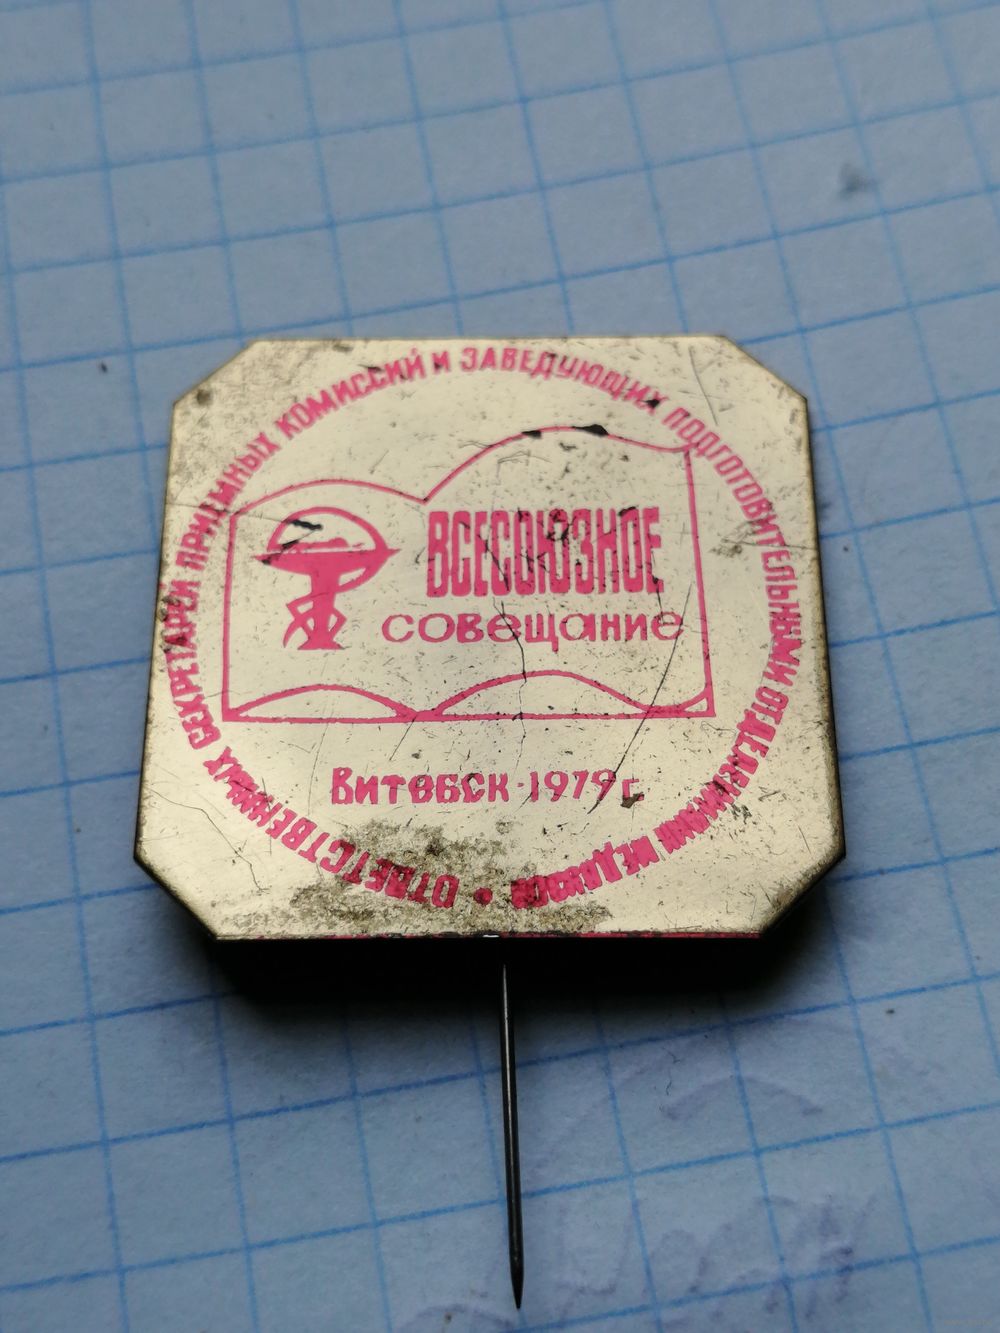 ОТВЕТСТВЕННЫХ СЕКРЕТАРЕЙ ПРИЕМНЫХ КОМИССИЙ И ЗАВЕДУЮЩИХ ПОДГОТОВИТЕЛЬНЫМИ ОТДЕЛЕНИЯМИ МЕДВУЗОВ •
ВСЕСОЮЗНОЕ
совещание
Витебск-1979 г.